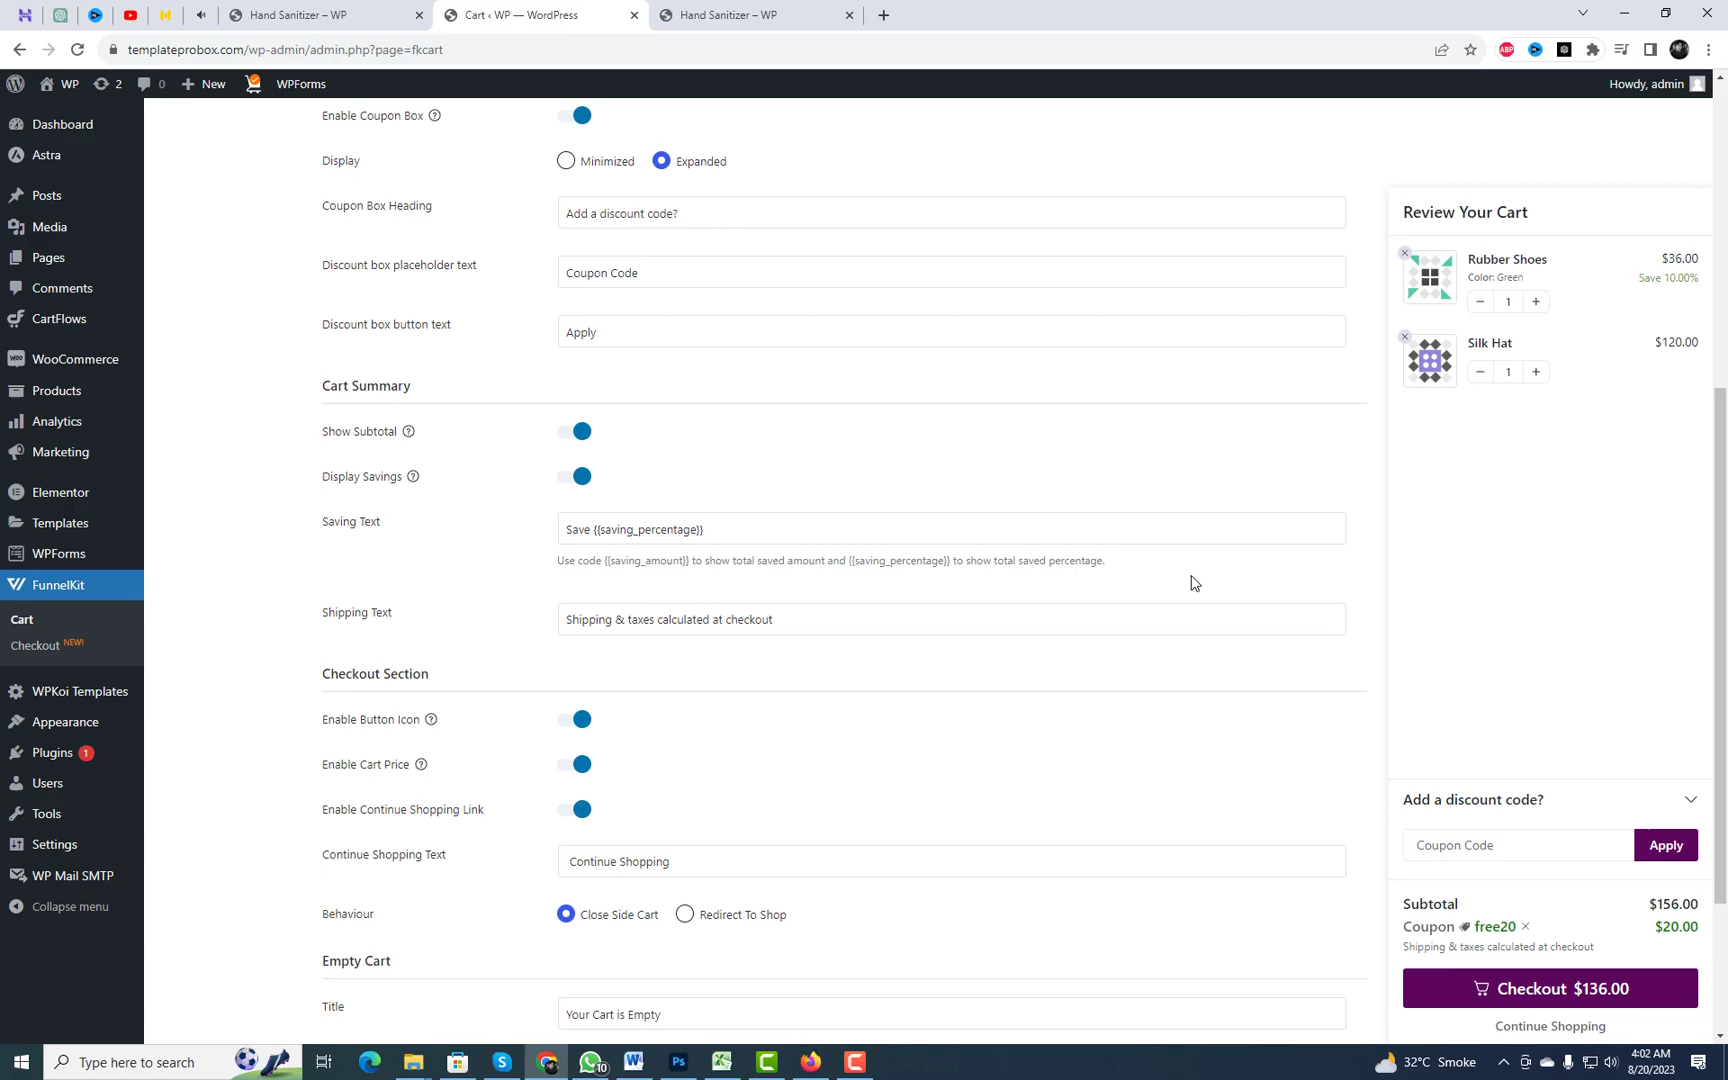 Hand Sanitizer – WP
Cart ‹ WP — WordPress
Hand Sanitizer – WP
templateprobox.com/wp-admin/admin.php?page=fkcart
ABP
WP
2
0
New
WPForms
Howdy, admin
Dashboard
Astra
Posts
Media
Pages
Comments
CartFlows
WooCommerce
Products
Analytics
Marketing
Elementor
Templates
WPForms
FunnelKit
Cart
Checkout NEW!
WPKoi Templates
Appearance
Plugins 1
Users
Tools
Settings
WP Mail SMTP
Collapse menu
Enable Coupon Box
Display
Minimized
Expanded
Coupon Box Heading
Add a discount code?
Discount box placeholder text
Coupon Code
Discount box button text
Apply
Cart Summary
Show Subtotal
Display Savings
Saving Text
Save {{saving_percentage}}
Use code {{saving_amount}} to show total saved amount and {{saving_percentage}} to show total saved percentage.
Shipping Text
Shipping & taxes calculated at checkout
Checkout Section
Enable Button Icon
Enable Cart Price
Enable Continue Shopping Link
Continue Shopping Text
Continue Shopping
Behaviour
Close Side Cart
Redirect To Shop
Empty Cart
Title
Your Cart is Empty
Review Your Cart
Rubber Shoes
$36.00
Color: Green
Save 10.00%
− 1 +
Silk Hat
$120.00
− 1 +
Add a discount code?
Coupon Code
Apply
Subtotal
$156.00
Coupon free20 ×
$20.00
Shipping & taxes calculated at checkout
Checkout $136.00
Continue Shopping
Type here to search
10
32°C Smoke
4:02 AM
8/20/2023